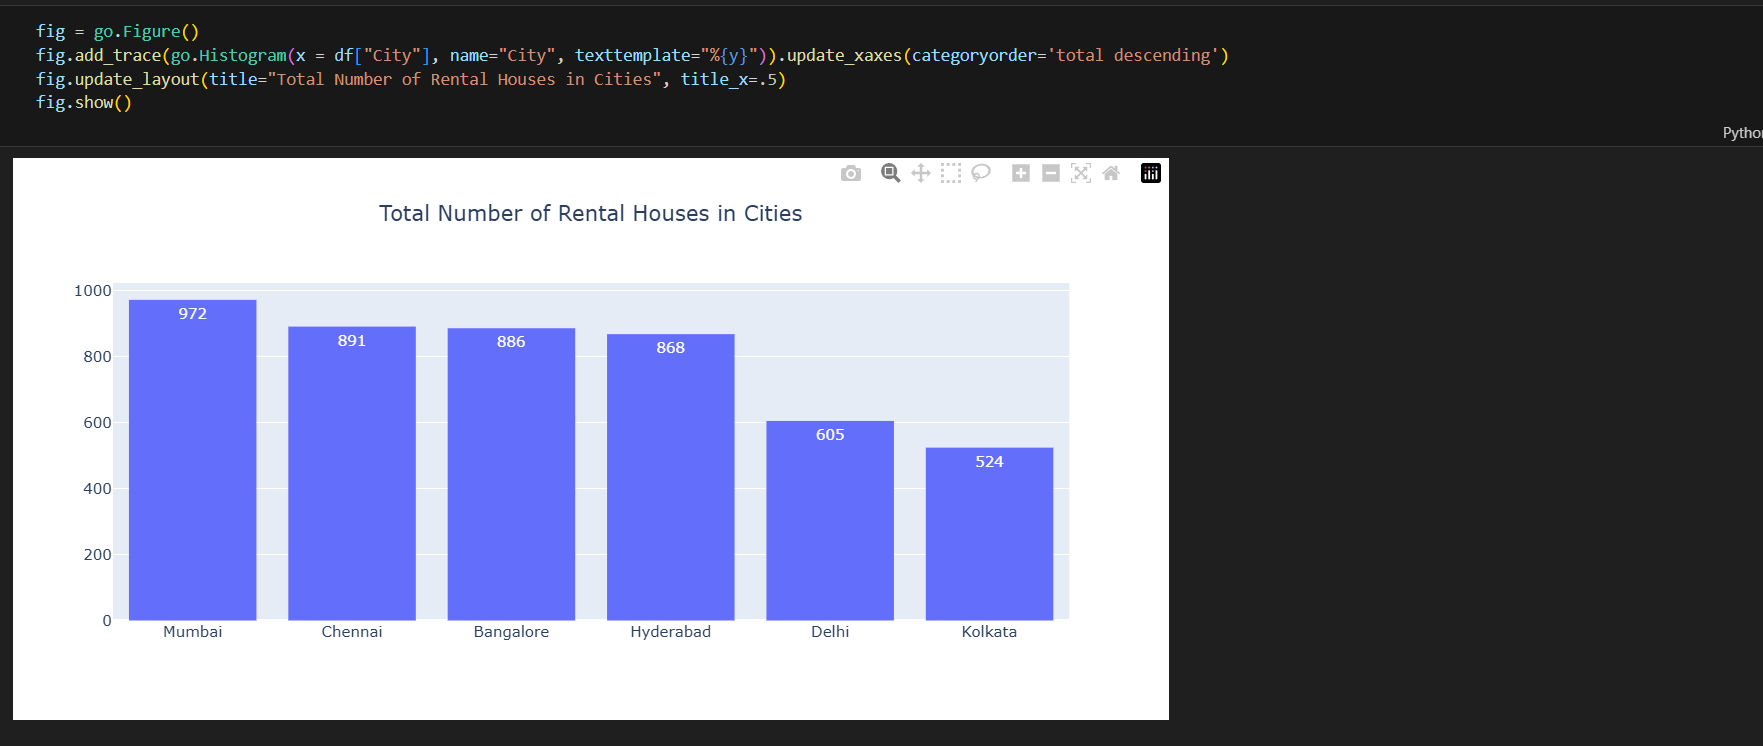 fig = go.Figure()
fig.add_trace(go.Histogram(x = df["City"], name="City", texttemplate="%{y}")).update_xaxes(categoryorder='total descending')
fig.update_layout(title="Total Number of Rental Houses in Cities", title_x=.5)
fig.show()
Pytho
Total Number of Rental Houses in Cities
1000
800
600
400
200
0
972
891
886
868
605
524
Mumbai Chennai Bangalore Hyderabad Delhi Kolkata